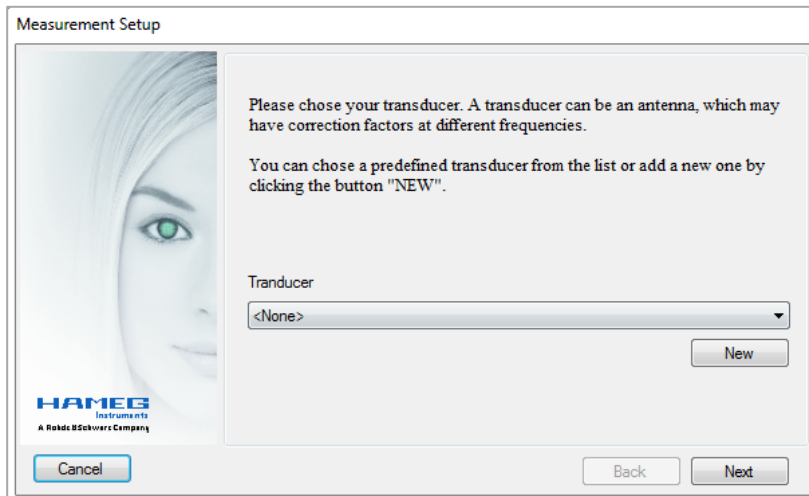 Measurement Setup
Please chose your transducer. A transducer can be an antenna, which may
have correction factors at different frequencies.
You can chose a predefined transducer from the list or add a new one by
clicking the button "NEW".
Tranducer
<None>
New
HAMEG
Instruments
A Rohde&Schwarz Company
Cancel
Back
Next